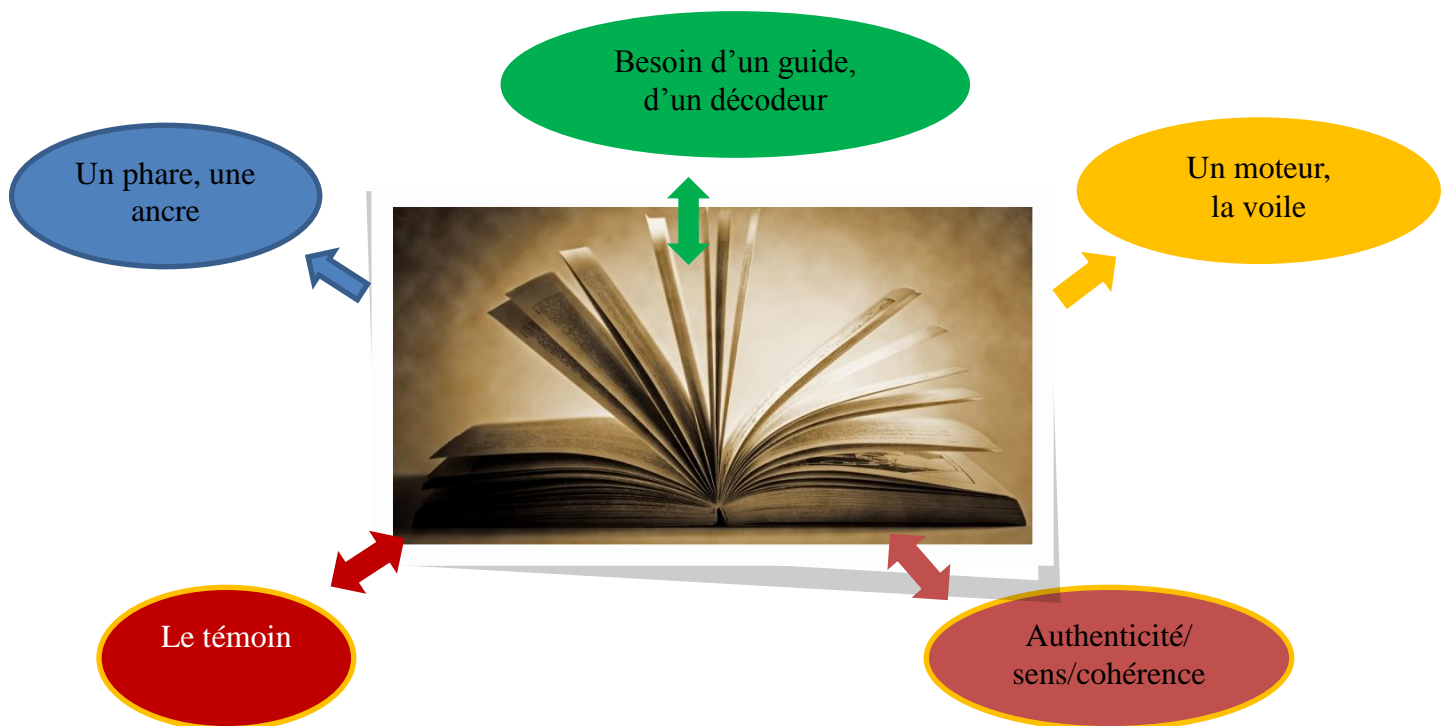 Besoin d’un guide,
d’un décodeur
Un phare, une
ancre
Un moteur,
la voile
Le témoin
Authenticité/
sens/cohérence